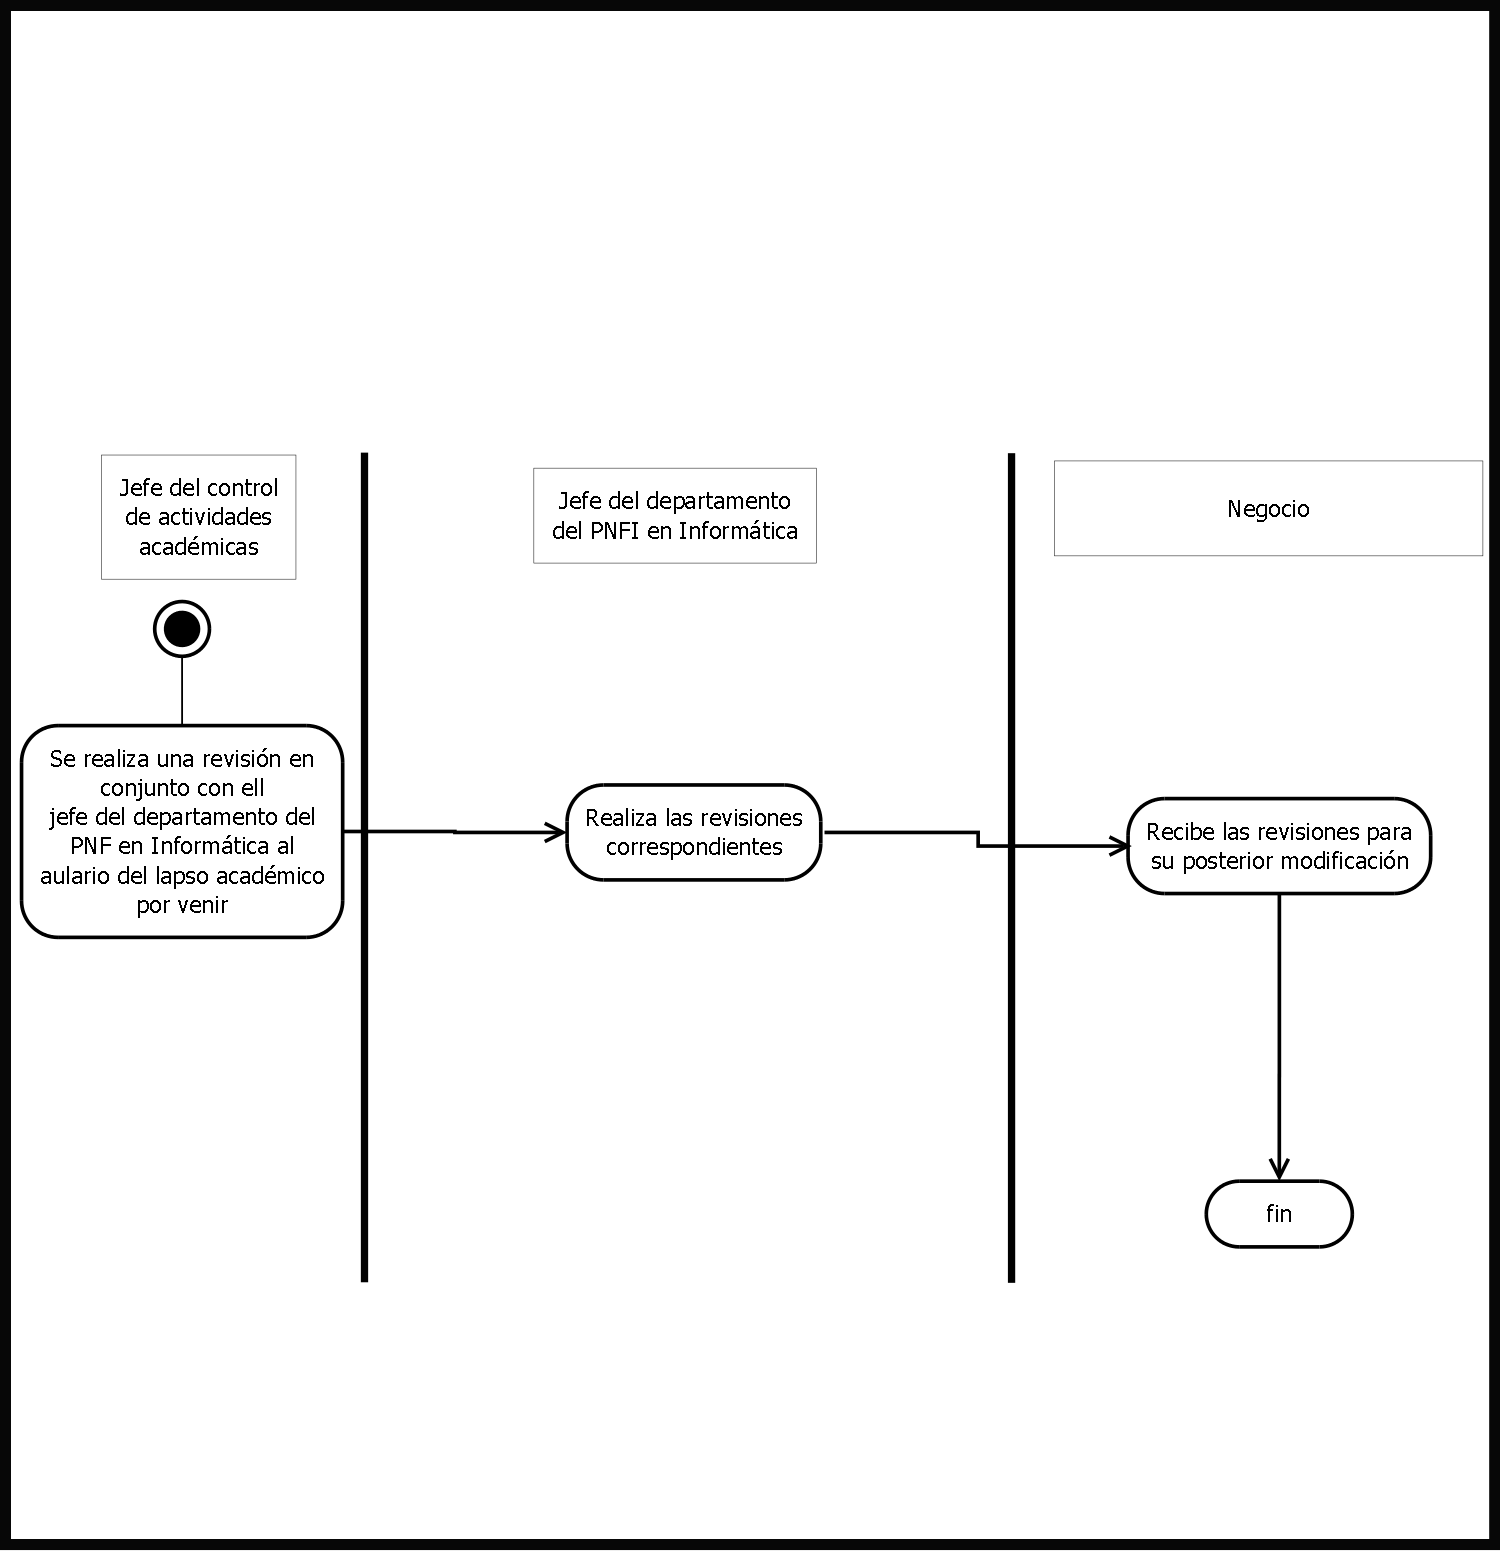 Jefe del control
de actividades
académicas
Jefe del departamento
del PNFI en Informática
Negocio
Se realiza una revisión en
conjunto con ell
jefe del departamento del
PNF en Informática al
aulario del lapso académico
por venir
Realiza las revisiones
correspondientes
Recibe las revisiones para
su posterior modificación
fin